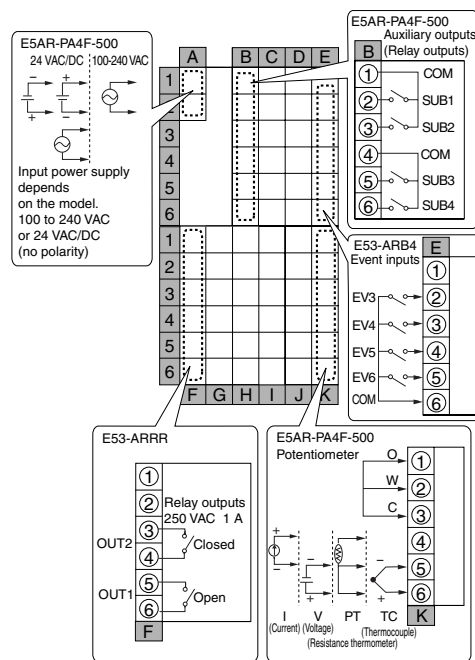 E5AR-PA4F-500
24 VAC/DC 100-240 VAC
− + 
+ −
Input power supply
depends
on the model.
100 to 240 VAC
or 24 VAC/DC
(no polarity)
A B C D E
1
2
3
4
5
6
1
2
3
4
5
6
F G H I J K
E5AR-PA4F-500
Auxiliary outputs
(Relay outputs)
B
1 COM
2 SUB1
3 SUB2
4 COM
5 SUB3
6 SUB4
E53-ARB4
Event inputs
E
1
EV3 2
EV4 3
EV5 4
EV6 5
COM 6
E53-ARRR
1
2
Relay outputs
250 VAC 1 A
OUT2 3 4 Closed
OUT1 5 6 Open
F
E5AR-PA4F-500
Potentiometer
O 1
W 2
C 3
4
+ − − 5
− + + 6
I V PT TC K
(Current) (Voltage) (Thermocouple)
(Resistance thermometer)